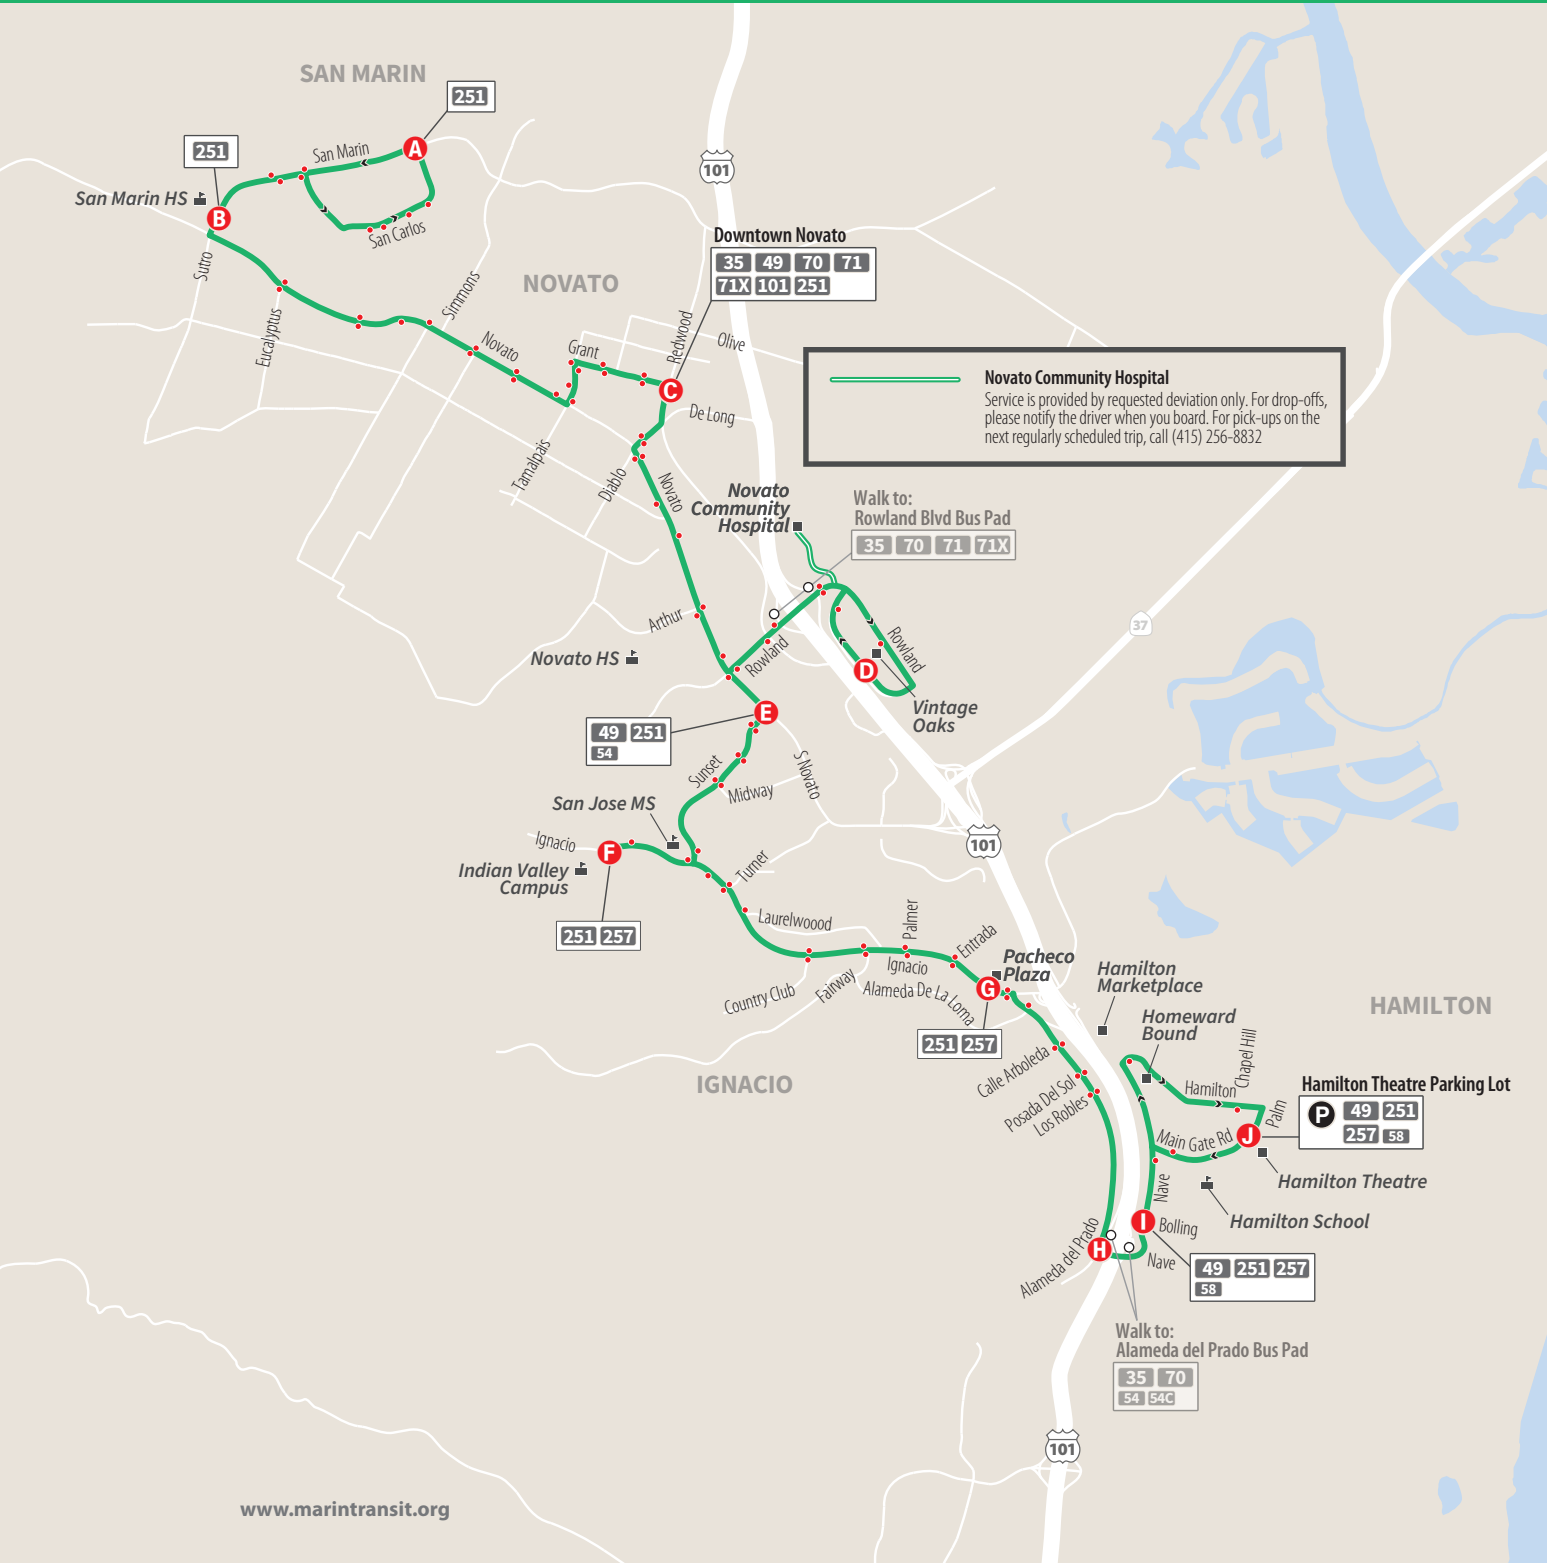 SAN MARIN
251
A
251
San Marin
San Marin HS
B
San Carlos
Sutro
101
Downtown Novato
35 49 70 71
71X 101 251
NOVATO
Simmons
Eucalyptus
Novato
Grant
Redwood
Olive
C
De Long
Novato Community Hospital
Service is provided by requested deviation only. For drop-offs,
please notify the driver when you board. For pick-ups on the
next regularly scheduled trip, call (415) 256-8832
Tamalpais
Diablo
Novato
Novato
Community
Hospital
Walk to:
Rowland Blvd Bus Pad
35 70 71 71X
Arthur
37
Novato HS
Rowland
Rowland
D
Vintage
Oaks
E
49 251
54
Sunset
Midway
S Novato
San Jose MS
Ignacio
F
Indian Valley
Campus
251 257
Turner
101
Laurelwoood
Palmer
Entrada
Ignacio
Country Club
Fairway
Alameda De La Loma
Pacheco
Plaza
G
251 257
Hamilton
Marketplace
Homeward
Bound
HAMILTON
IGNACIO
Calle Arboleda
Posada Del Sol
Los Robles
Hamilton
Chapel Hill
Palm
Hamilton Theatre Parking Lot
P 49 251
257 58
Main Gate Rd
J
Hamilton Theatre
Nave
Hamilton School
I
Bolling
Alameda del Prado
H
Nave
49 251 257
58
Walk to:
Alameda del Prado Bus Pad
35 70
54 54C
101
www.marintransit.org